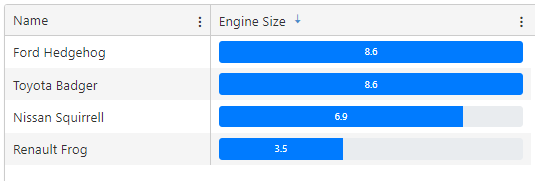 Name Engine Size
Ford Hedgehog 8.6
Toyota Badger 8.6
Nissan Squirrell 6.9
Renault Frog 3.5